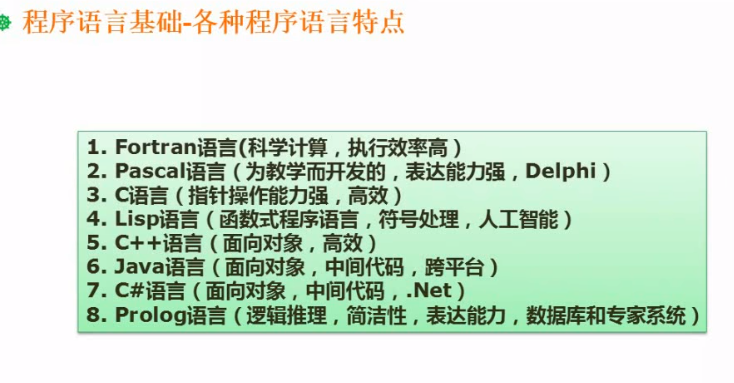 程序语言基础-各种程序语言特点
1. Fortran语言(科学计算，执行效率高）
2. Pascal语言（为教学而开发的，表达能力强，Delphi）
3. C语言（指针操作能力强，高效）
4. Lisp语言（函数式程序语言，符号处理，人工智能）
5. C++语言（面向对象，高效）
6. Java语言（面向对象，中间代码，跨平台）
7. C#语言（面向对象，中间代码，.Net）
8. Prolog语言（逻辑推理，简洁性，表达能力，数据库和专家系统）